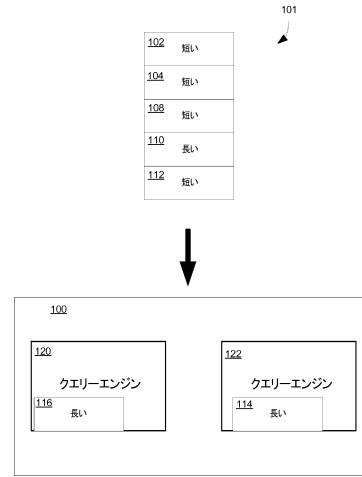 101
102 短い
104 短い
108 短い
110 長い
112 短い
100
120
クエリーエンジン
116 長い
122
クエリーエンジン
114 長い